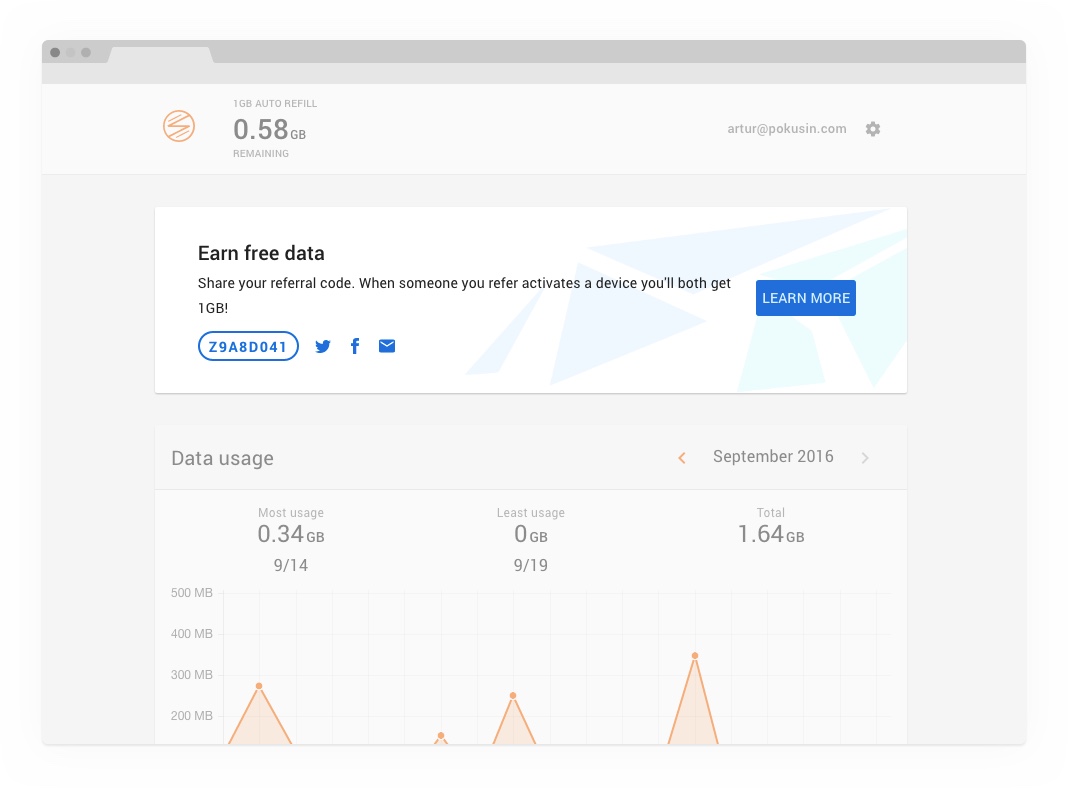 1GB AUTO REFILL
0.58 GB
REMAINING
artur@pokusin.com
Earn free data
Share your referral code. When someone you refer activates a device you'll both get
1GB!
Z9A8D041
LEARN MORE
Data usage
September 2016
Most usage
0.34 GB
9/14
Least usage
0 GB
9/19
Total
1.64 GB
500 MB
400 MB
300 MB
200 MB